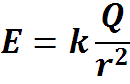 E = k Q/r²